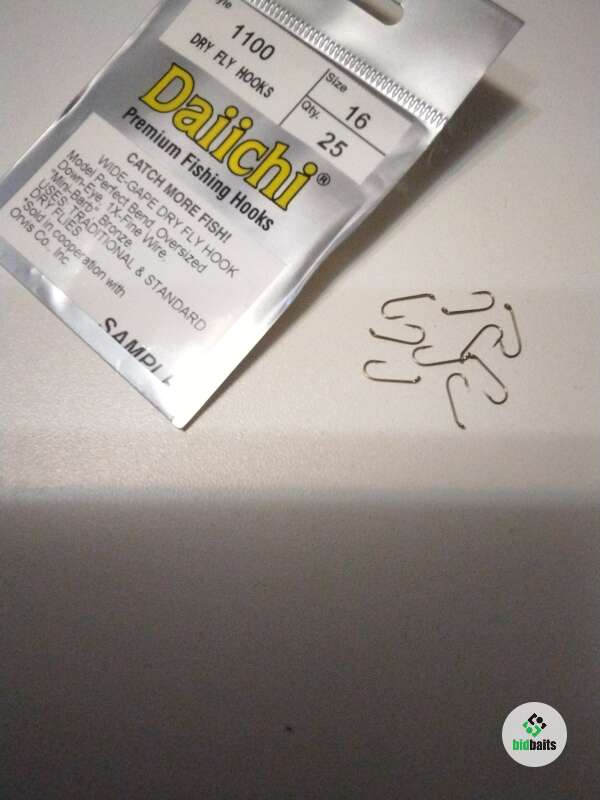 1100
DRY FLY HOOKS
Size
16
Qty.
25
Daiichi®
Premium Fishing Hooks
CATCH MORE FISH!
WIDE-GAPE DRY FLY HOOK
Model Perfect Bend, Oversized
Down-Eye, 1X-Fine Wire,
"Mini-Barb", Bronze
USES: TRADITIONAL & STANDARD
DRY FLIES
*Sold in cooperation with
Orvis Co., Inc.
bidbaits